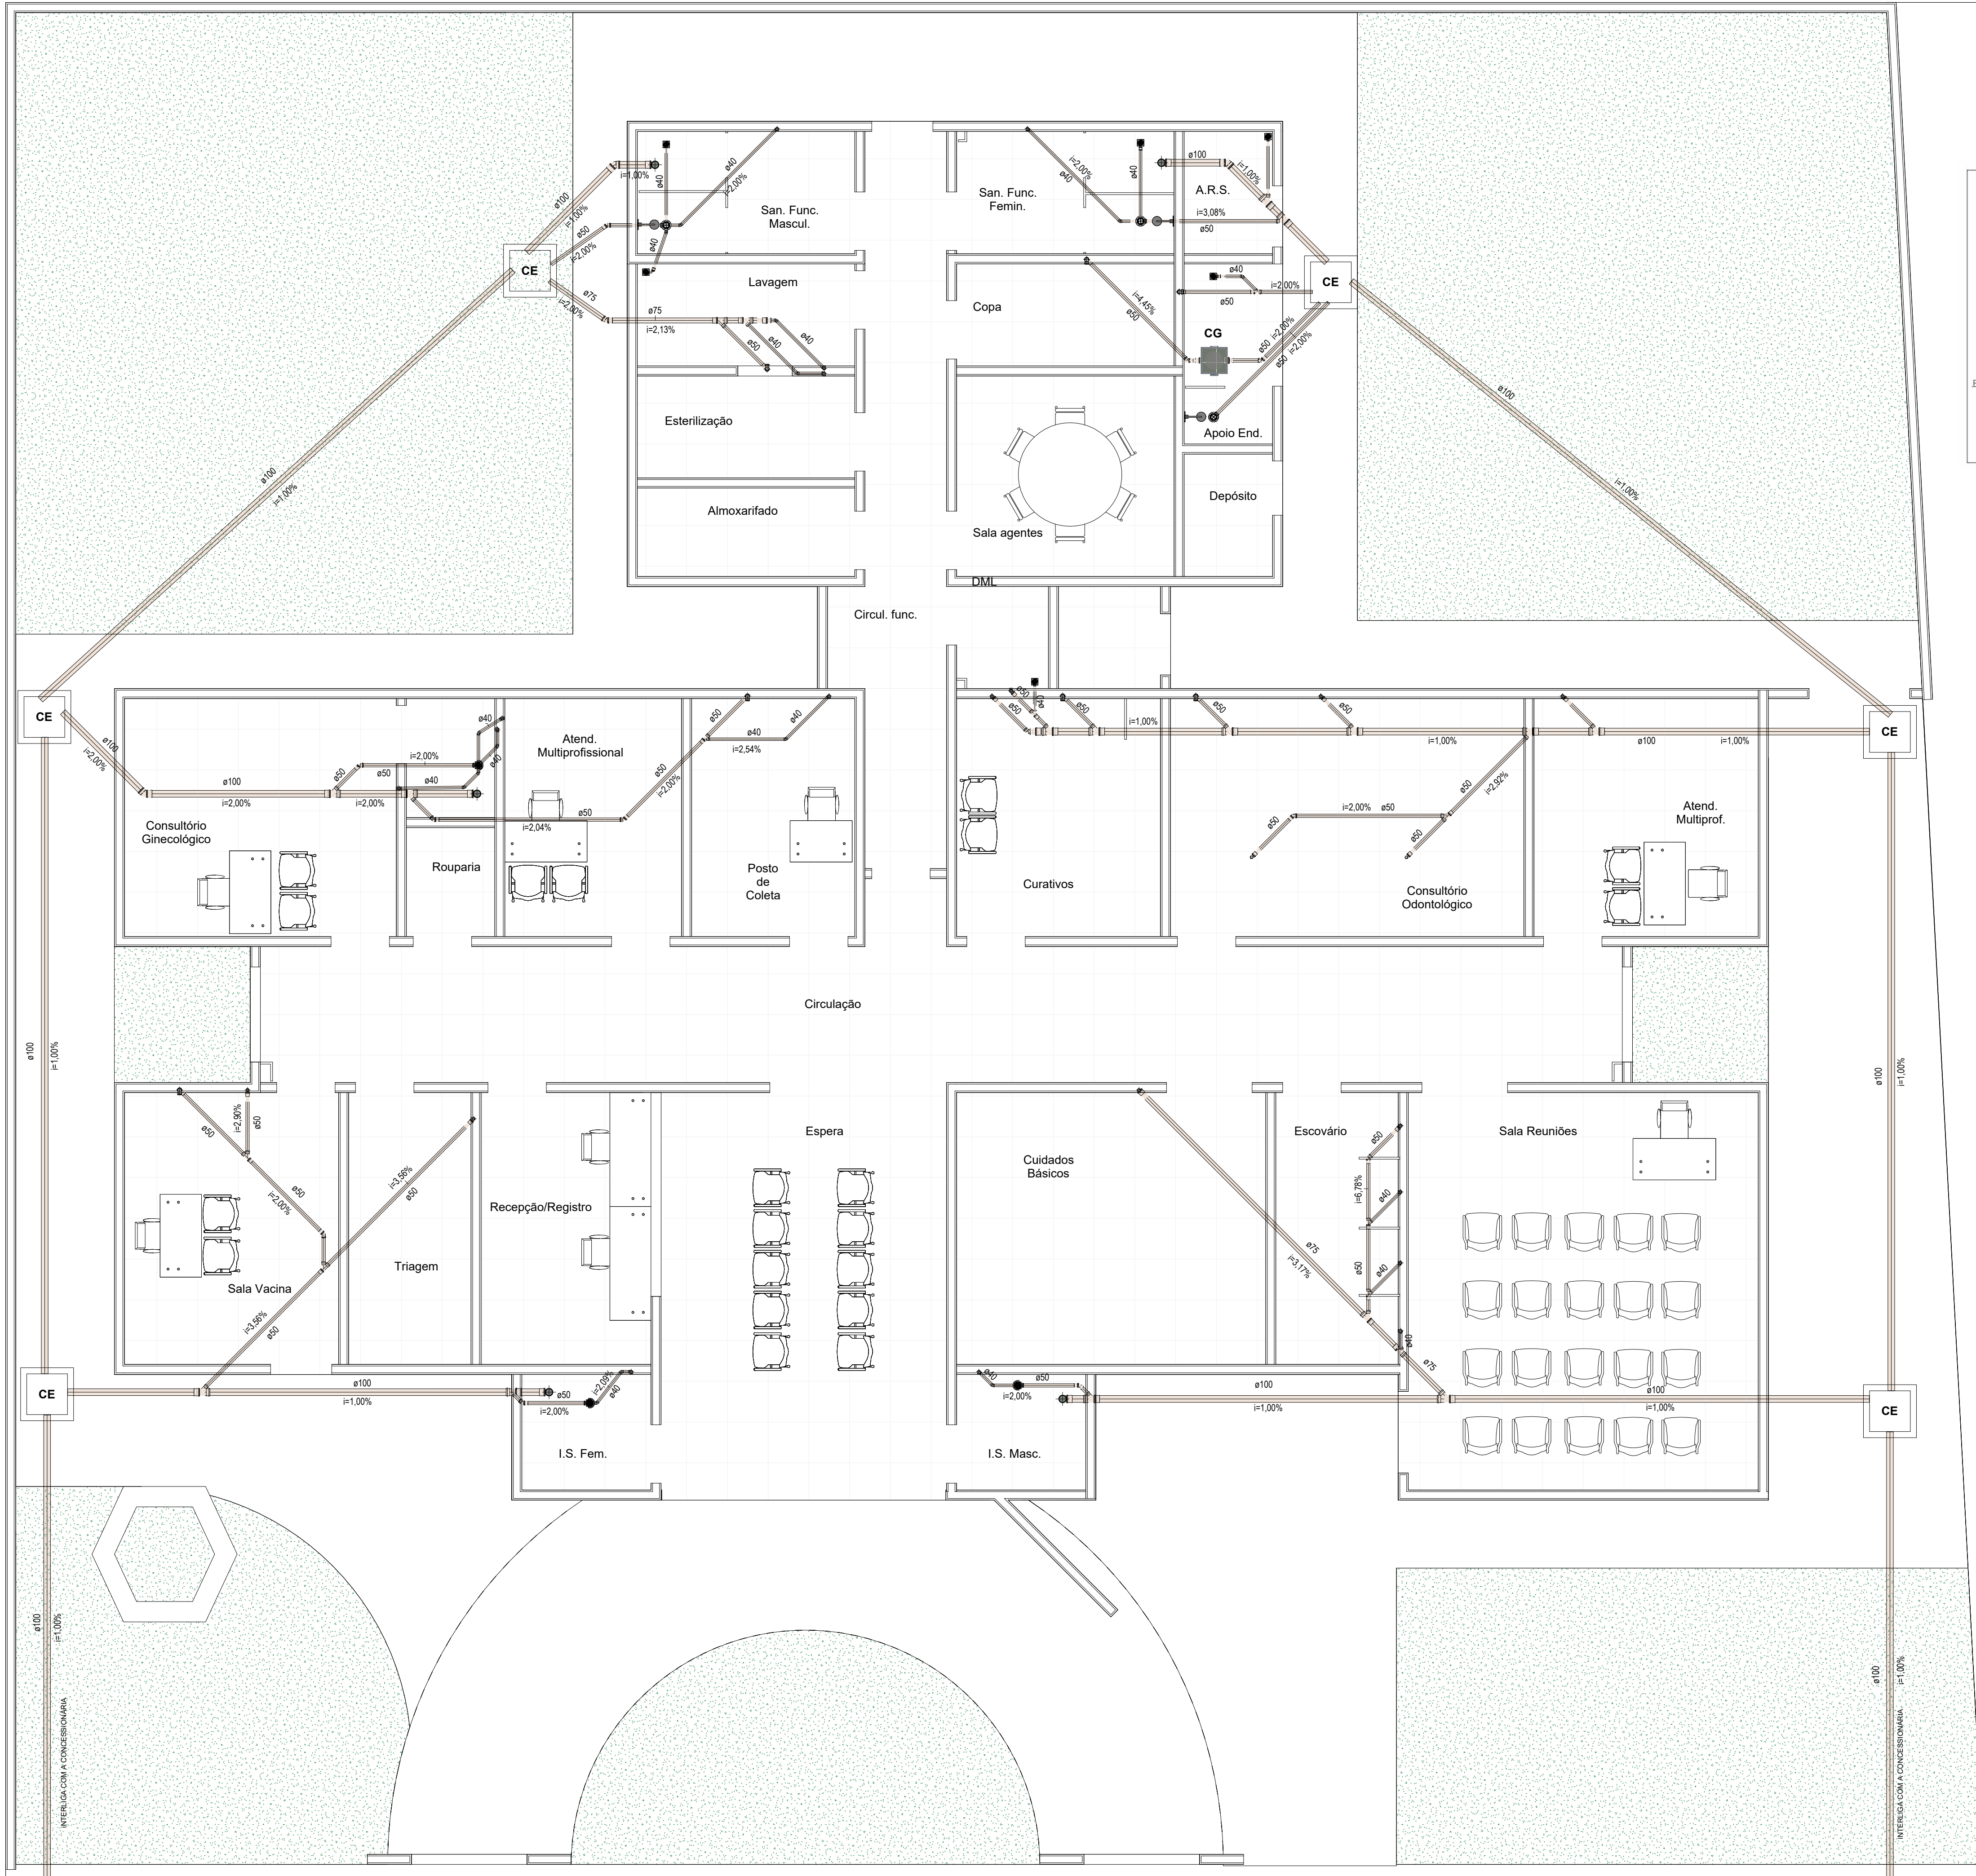 ø100
i=1,00%
ø100
i=1,00%
ø50
i=2,00%
ø40
ø40
i=2,00%
ø40
San. Func.
Mascul.
i=2,00%
ø40
San. Func.
Femin.
ø40
ø100
i=1,00%
A.R.S.
i=3,08%
ø50
CE
CE
ø75
i=2,00%
ø75
i=2,13%
Lavagem
ø50
ø40
ø40
Copa
i=4,45%
ø50
ø40
i=2,00%
ø50
CG
ø50
i=2,00%
i=2,00%
ø50
ø100
i=1,00%
Esterilização
Apoio End.
ø100
i=1,00%
Almoxarifado
Sala agentes
Depósito
DML
Circul. func.
CE
CE
ø100
i=2,00%
ø100
i=2,00%
ø50
i=2,00%
ø50
i=2,00%
ø40
ø40
ø40
Atend.
Multiprofissional
ø50
ø40
i=2,54%
ø40
ø50
i=2,00%
ø50
i=2,04%
ø50
ø50
ø40
ø50
i=1,00%
ø50
ø50
i=1,00%
ø100
i=1,00%
ø50
i=2,92%
i=2,00%
ø50
ø50
ø50
Consultório
Ginecológico
Rouparia
Posto
de
Coleta
Curativos
Consultório
Odontológico
Atend.
Multiprof.
Circulação
ø100
i=1,00%
ø100
i=1,00%
ø50
i=2,90%
ø50
ø50
i=2,00%
i=3,56%
ø50
Espera
Cuidados
Básicos
Escovário
Sala Reuniões
ø50
i=6,78%
ø40
ø50
ø40
ø75
i=3,17%
Recepção/Registro
Triagem
Sala Vacina
i=3,56%
ø50
ø40
ø75
CE
ø100
i=1,00%
ø50
i=2,00%
i=2,09%
ø40
ø40
ø50
i=2,00%
ø100
i=1,00%
ø100
i=1,00%
CE
I.S. Fem.
I.S. Masc.
ø100
i=1,00%
ø100
i=1,00%
INTERLIGA COM A CONCESSIONÁRIA
INTERLIGA COM A CONCESSIONÁRIA